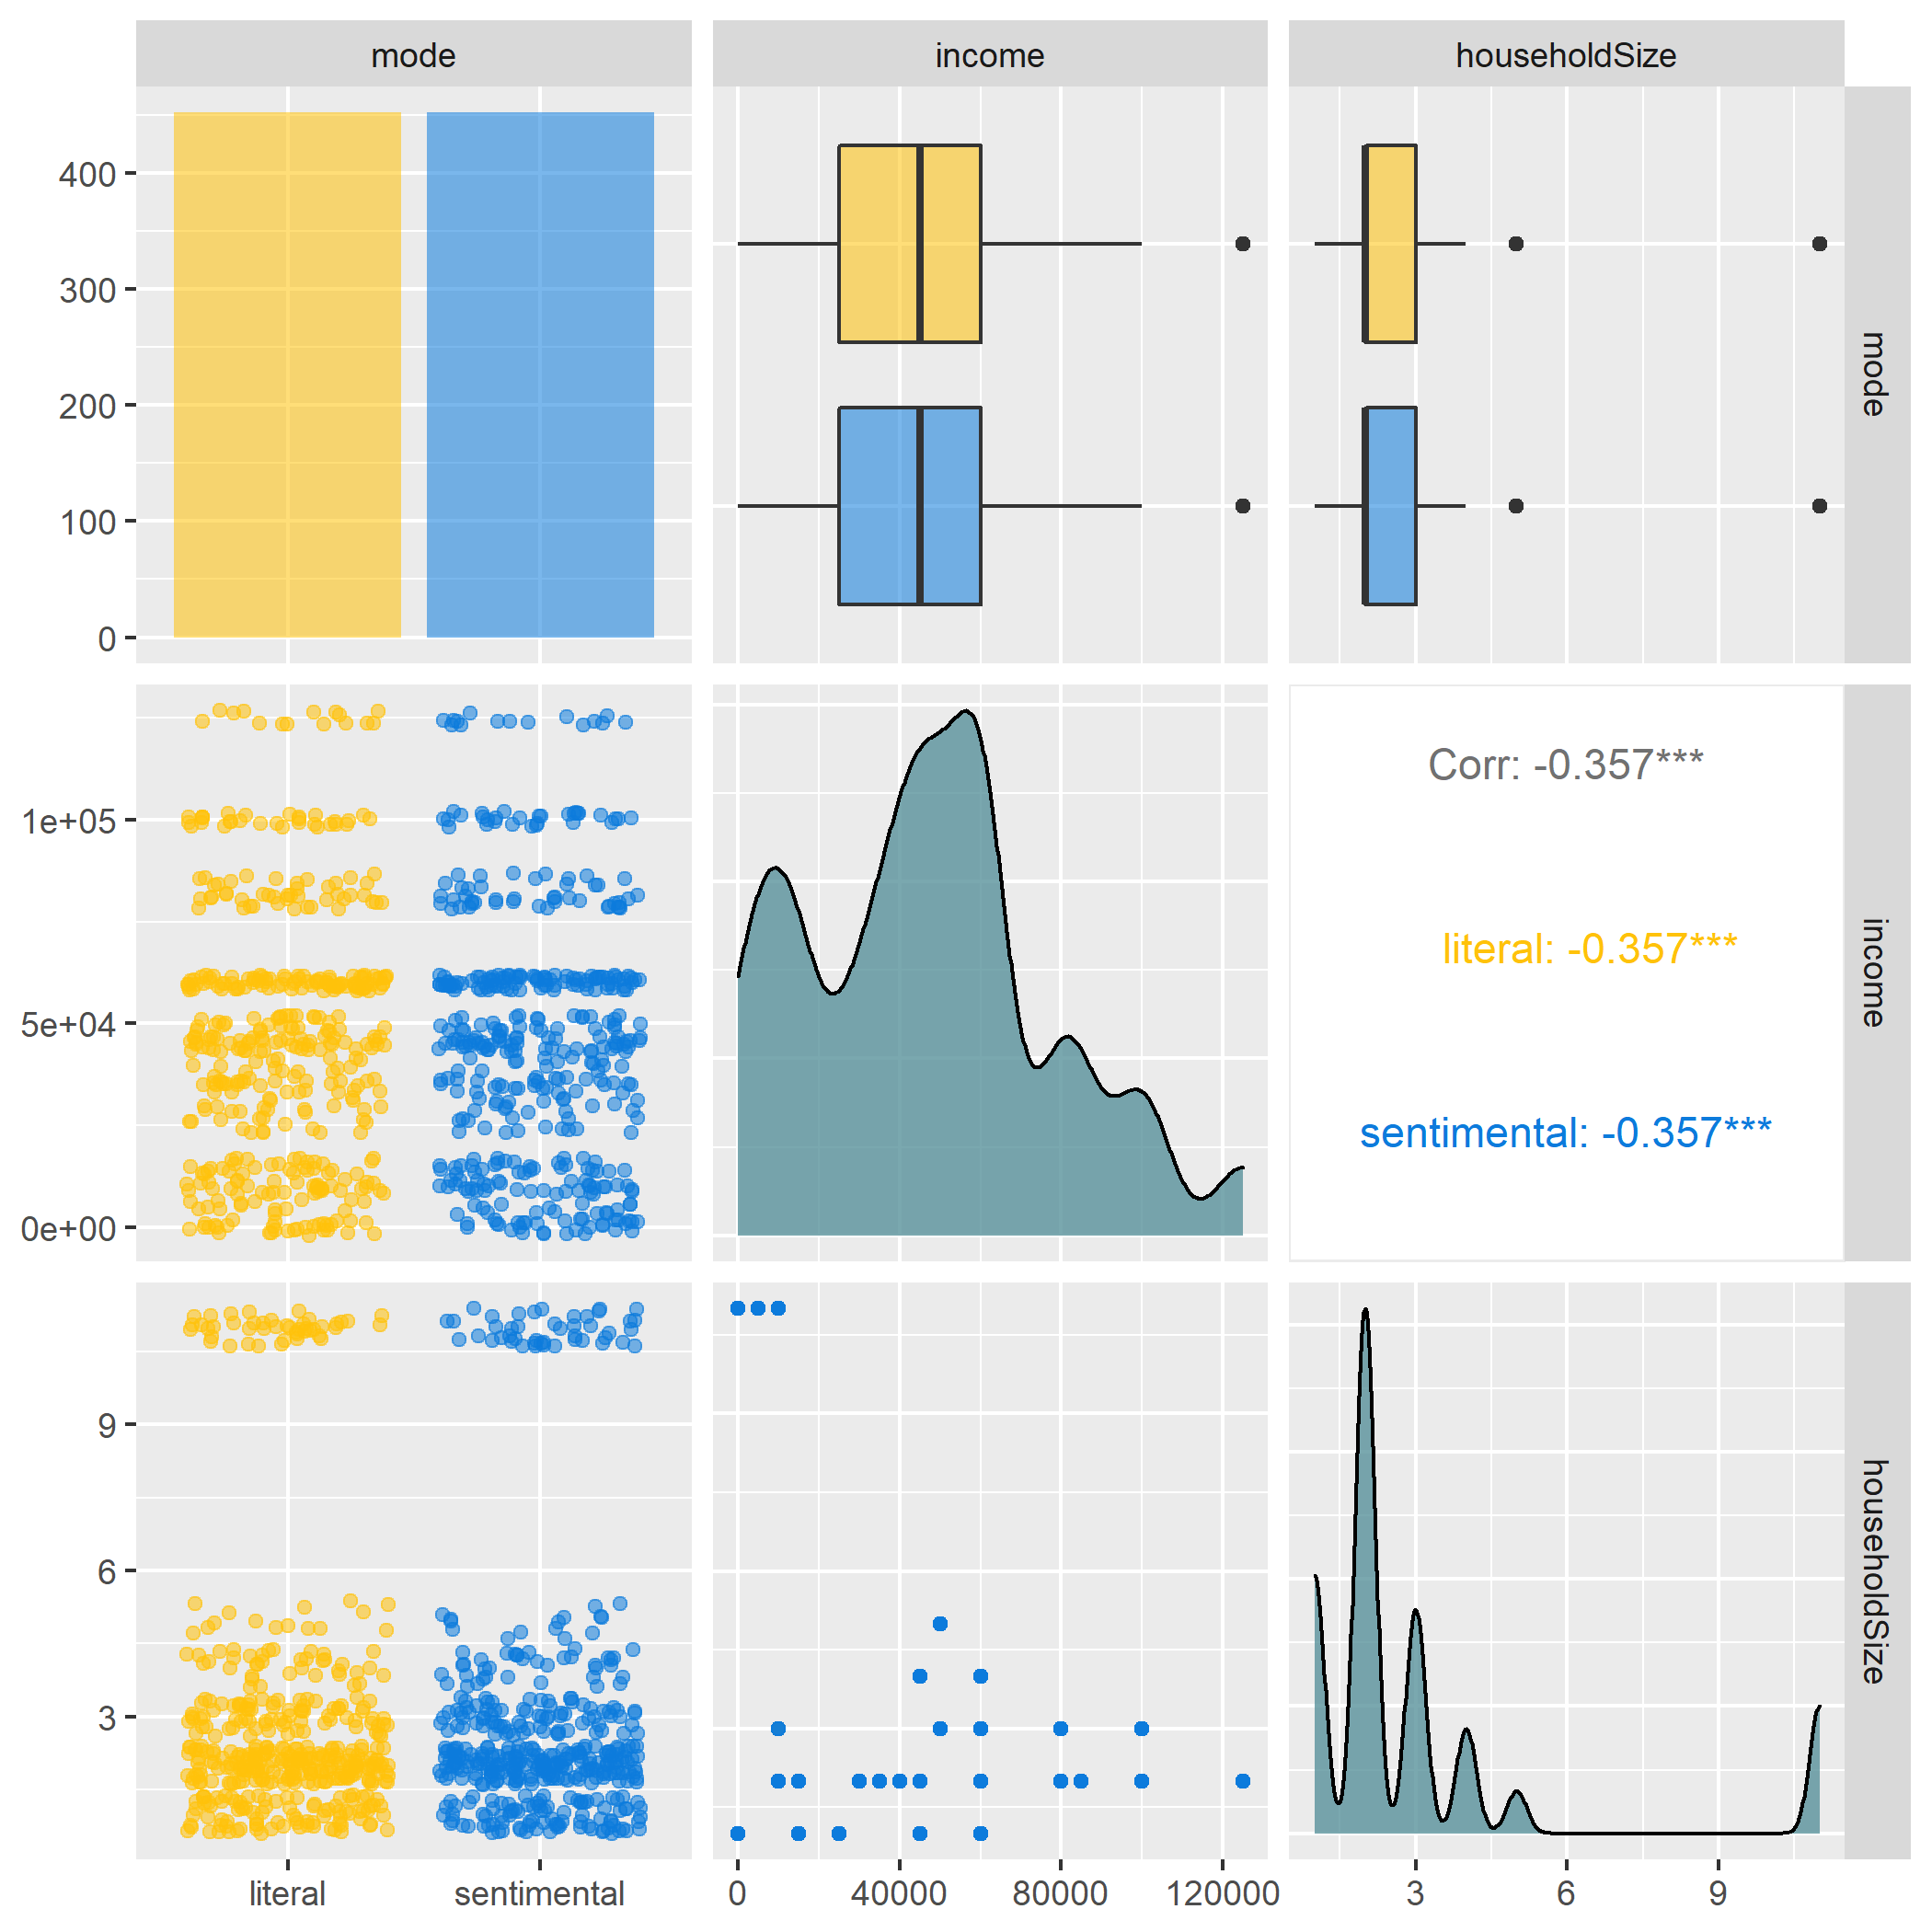 mode
income
householdSize
400
300
200
100
0
mode
1e+05
5e+04
0e+00
Corr: -0.357***
literal: -0.357***
sentimental: -0.357***
income
9
6
3
householdSize
literal
sentimental
0
40000
80000
120000
3
6
9